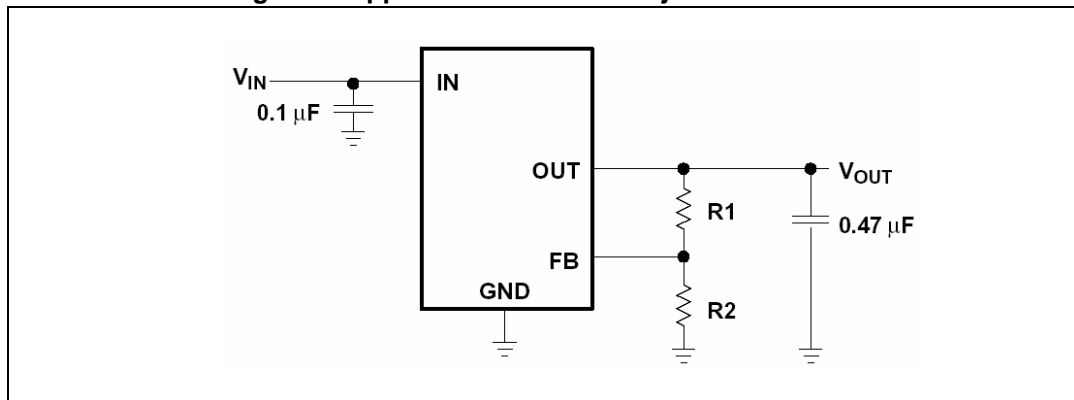 V_IN
IN
0.1 μF
OUT
V_OUT
R1
0.47 μF
FB
GND
R2